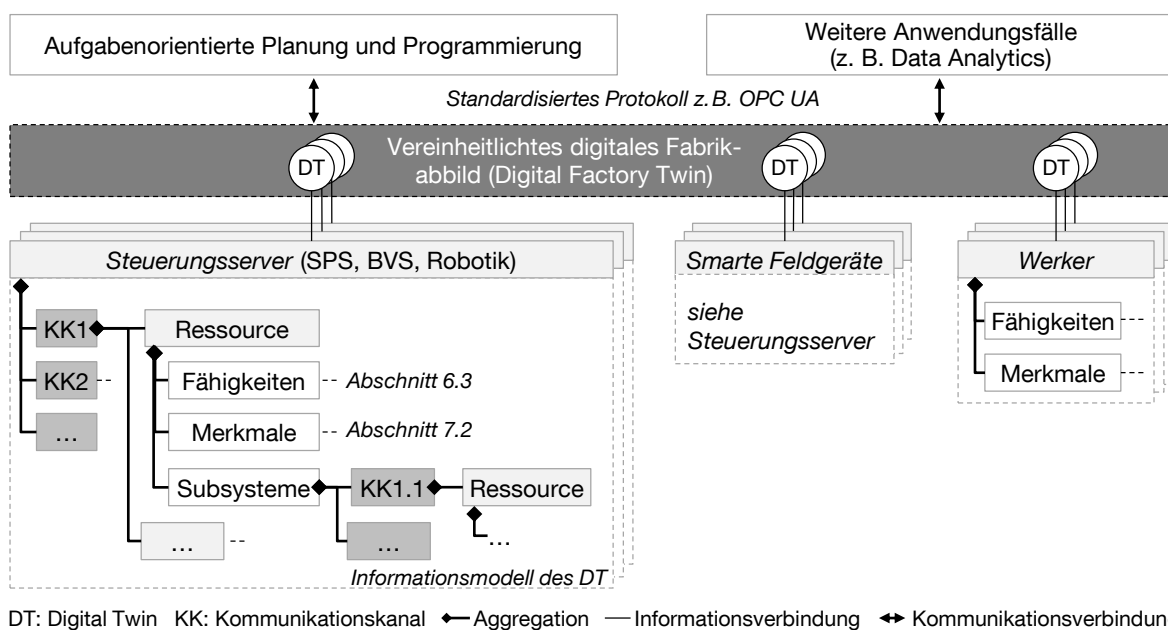 Aufgabenorientierte Planung und Programmierung
Weitere Anwendungsfälle
(z. B. Data Analytics)
Standardisiertes Protokoll z. B. OPC UA
Vereinheitlichtes digitales Fabrik-
abbild (Digital Factory Twin)
DT
DT
DT
Steuerungsserver (SPS, BVS, Robotik)
Smarte Feldgeräte
Werker
KK1
Ressource
siehe
Steuerungsserver
Fähigkeiten
KK2
Fähigkeiten
Abschnitt 6.3
Merkmale
...
Merkmale
Abschnitt 7.2
Subsysteme
KK1.1
Ressource
...
...
...
Informationsmodell des DT
DT: Digital Twin KK: Kommunikationskanal Aggregation Informationsverbindung Kommunikationsverbindun